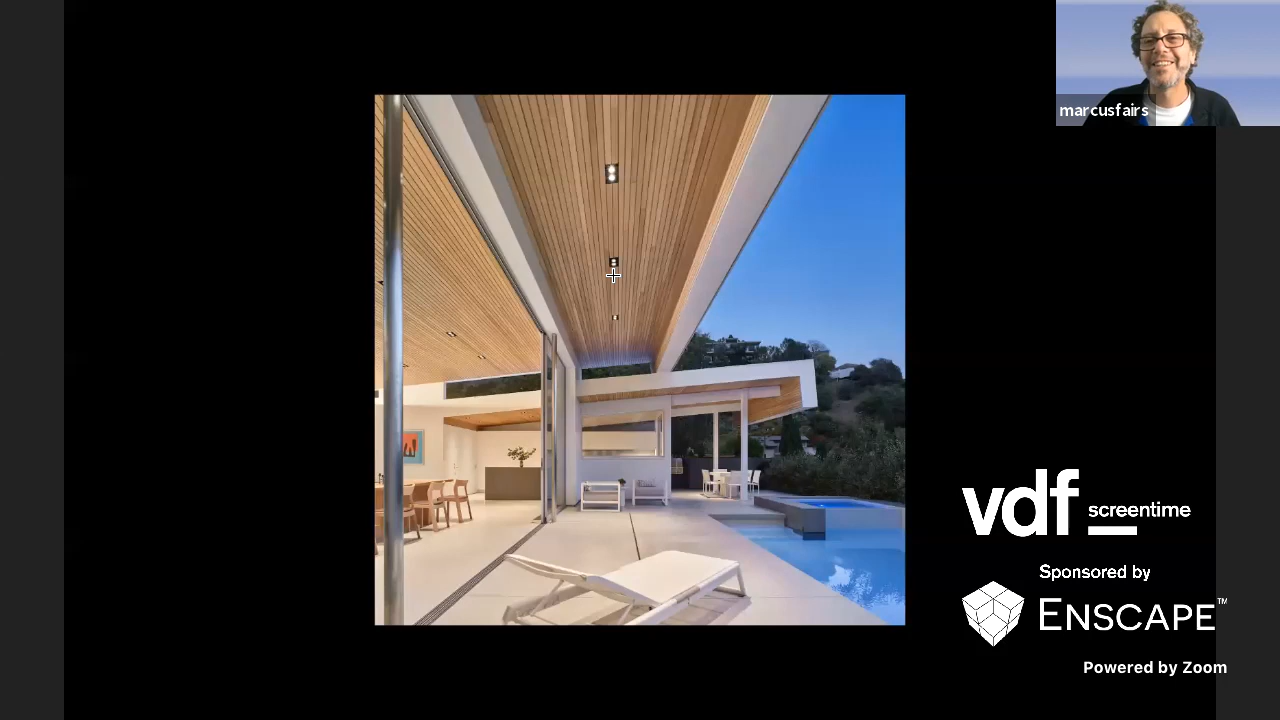 marcusfairs
vdf screentime
Sponsored by
ENSCAPE™
Powered by Zoom